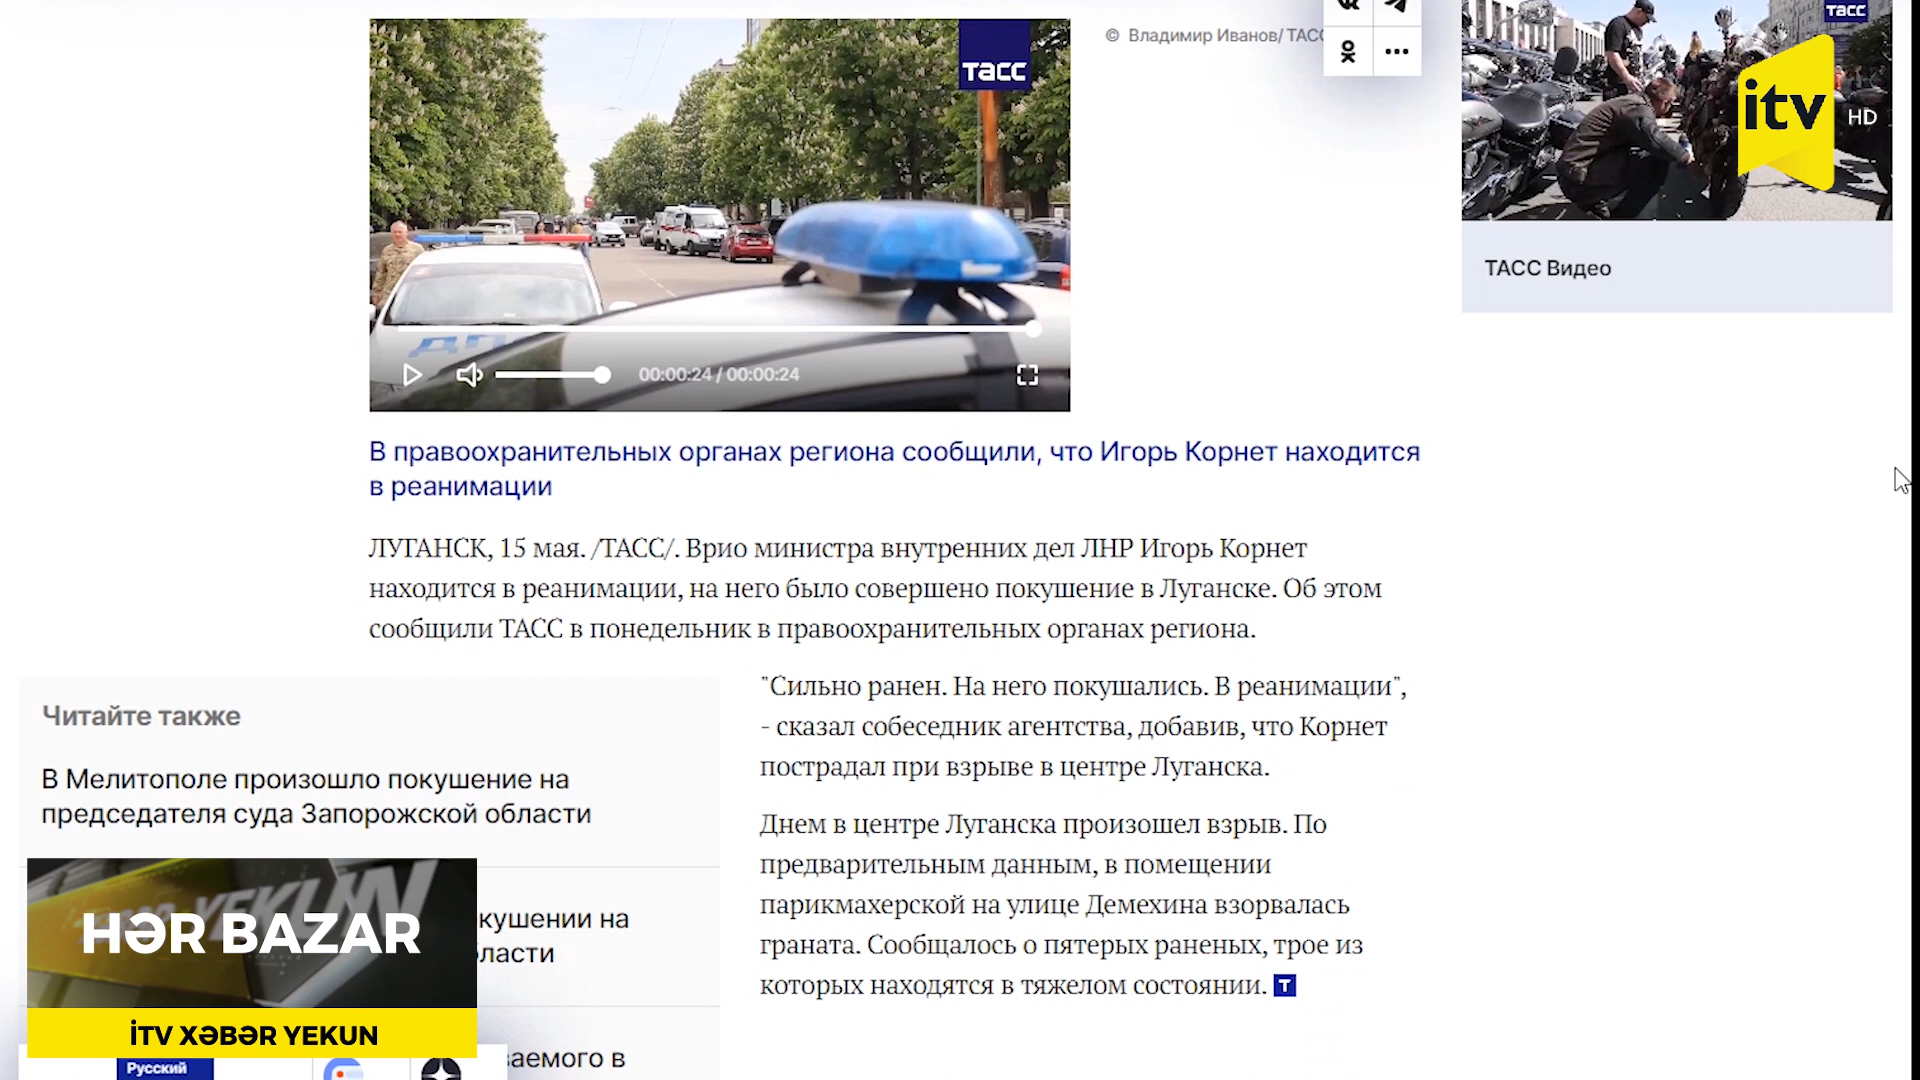 © Владимир Иванов/ ТАСС
тасс
тасс
itv HD
ДПС
00:00:24 / 00:00:24
ТАСС Видео
В правоохранительных органах региона сообщили, что Игорь Корнет находится
в реанимации
ЛУГАНСК, 15 мая. /ТАСС/. Врио министра внутренних дел ЛНР Игорь Корнет
находится в реанимации, на него было совершено покушение в Луганске. Об этом
сообщили ТАСС в понедельник в правоохранительных органах региона.
"Сильно ранен. На него покушались. В реанимации",
- сказал собеседник агентства, добавив, что Корнет
пострадал при взрыве в центре Луганска.
Днем в центре Луганска произошел взрыв. По
предварительным данным, в помещении
парикмахерской на улице Демехина взорвалась
граната. Сообщалось о пятерых раненых, трое из
которых находятся в тяжелом состоянии. T
Читайте также
В Мелитополе произошло покушение на
председателя суда Запорожской области
кушении на
бласти
ваемого в
YEKUN
HƏR BAZAR
İTV XƏBƏR YEKUN
Русский